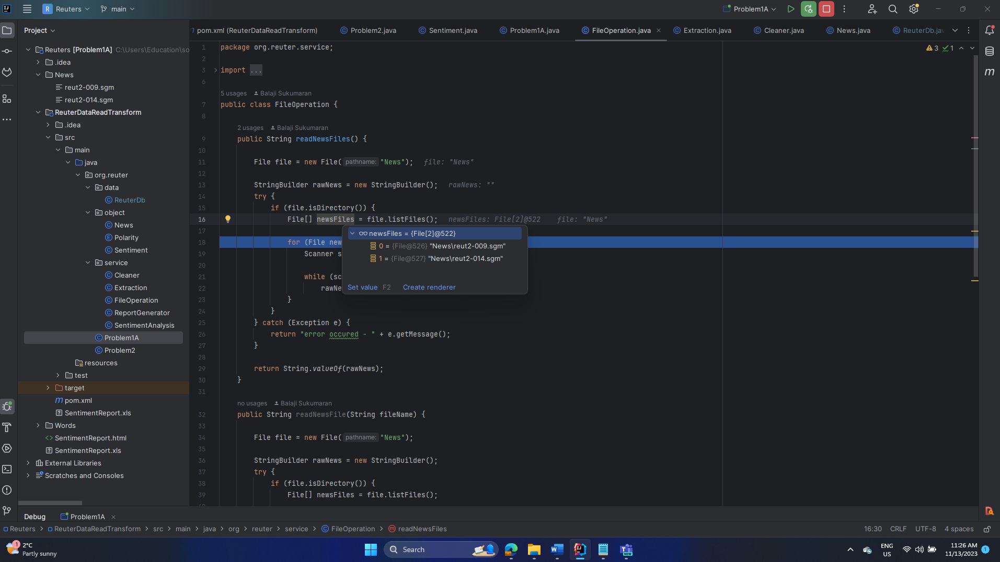 Reuters
main
Problem1A
Project
pom.xml (ReuterDataReadTransform)
Problem2.java
Sentiment.java
Problem1A.java
FileOperation.java
Extraction.java
Cleaner.java
News.java
ReuterDb.jav
Reuters [Problem1A] C:\Users\Education\so
.idea
News
reut2-009.sgm
reut2-014.sgm
ReuterDataReadTransform
.idea
src
main
java
org.reuter
data
ReuterDb
object
News
Polarity
Sentiment
service
Cleaner
Extraction
FileOperation
ReportGenerator
SentimentAnalysis
Problem1A
Problem2
resources
test
target
pom.xml
SentimentReport.xls
Words
SentimentReport.html
SentimentReport.xls
External Libraries
Scratches and Consoles
3 1
1 package org.reuter.service;
2
3 import ...
6
5 usages Balaji Sukumaran
7 public class FileOperation {
8
2 usages Balaji Sukumaran
9 public String readNewsFiles() {
10
11 File file = new File( pathname: "News"); file: "News"
12
13 StringBuilder rawNews = new StringBuilder(); rawNews: ""
14 try {
15 if (file.isDirectory()) {
16 File[] newsFiles = file.listFiles(); newsFiles: File[2]@522 file: "News"
17
newsFiles = {File[2]@522}
18 for (File new
0 = {File@526} "News\reut2-009.sgm"
19 Scanner s
1 = {File@527} "News\reut2-014.sgm"
20
21 while (sc
22 rawNe
Set value F2 Create renderer
23 }
24 }
25 } catch (Exception e) {
26 return "error occured - " + e.getMessage();
27 }
28
29 return String.valueOf(rawNews);
30 }
31
no usages Balaji Sukumaran
32 public String readNewsFile(String fileName) {
33
34 File file = new File( pathname: "News");
35
36 StringBuilder rawNews = new StringBuilder();
37 try {
38 if (file.isDirectory()) {
39 File[] newsFiles = file.listFiles();
Debug
Problem1A
Reuters > ReuterDataReadTransform > src > main > java > org > reuter > service > FileOperation > readNewsFiles
16:30 CRLF UTF-8 4 spaces
1
2°C
Partly sunny
Search
NEW
ENG
US
11:26 AM
11/13/2023
1